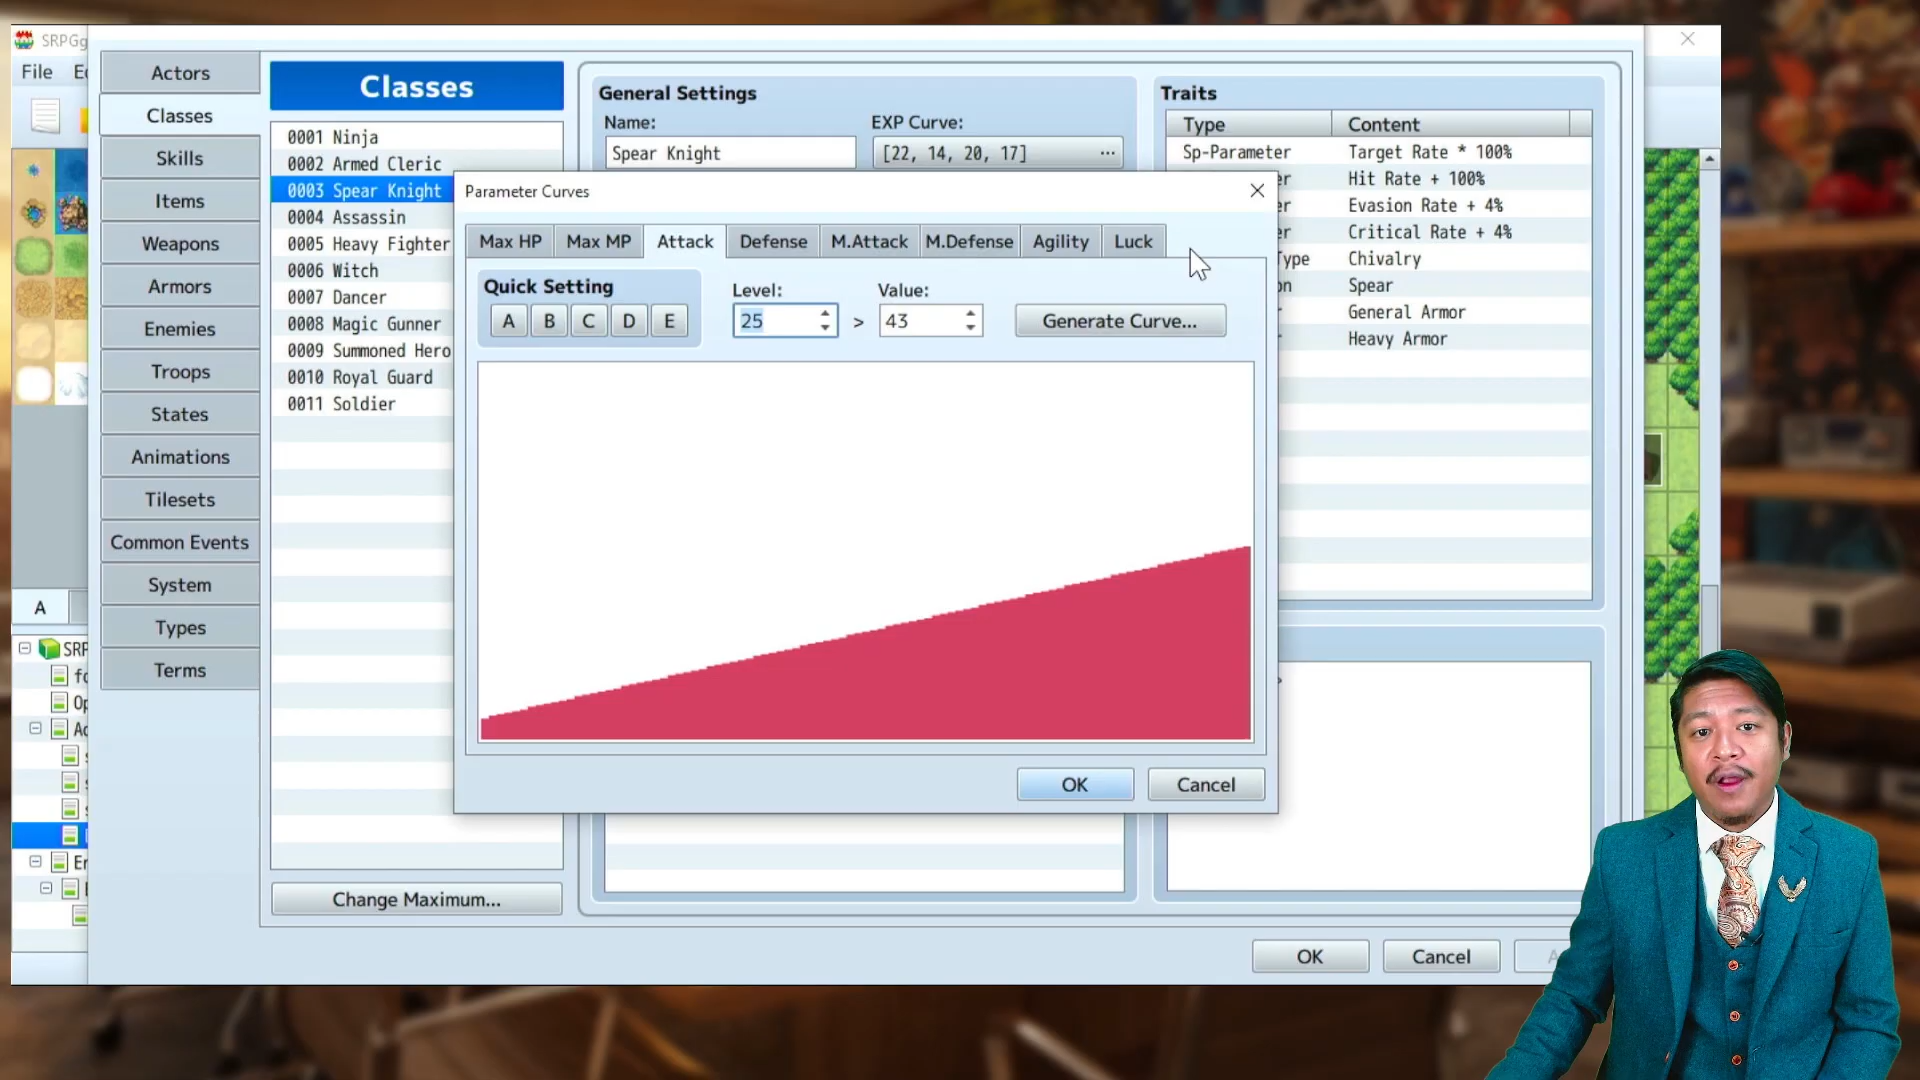 SRPGg
File
Actors
Classes
Skills
Items
Weapons
Armors
Enemies
Troops
States
Animations
Tilesets
Common Events
System
Types
Terms
A
SRP
Classes
0001 Ninja
0002 Armed Cleric
0003 Spear Knight
0004 Assassin
0005 Heavy Fighter
0006 Witch
0007 Dancer
0008 Magic Gunner
0009 Summoned Hero
0010 Royal Guard
0011 Soldier
Change Maximum...
General Settings
Name:
EXP Curve:
Spear Knight
[22, 14, 20, 17] ...
Traits
Type
Content
Sp-Parameter
Target Rate * 100%
Hit Rate + 100%
Evasion Rate + 4%
Critical Rate + 4%
Chivalry
Spear
General Armor
Heavy Armor
Parameter Curves
Max HP
Max MP
Attack
Defense
M.Attack
M.Defense
Agility
Luck
Quick Setting
A B C D E
Level:
25
>
Value:
43
Generate Curve...
OK
Cancel
OK
Cancel